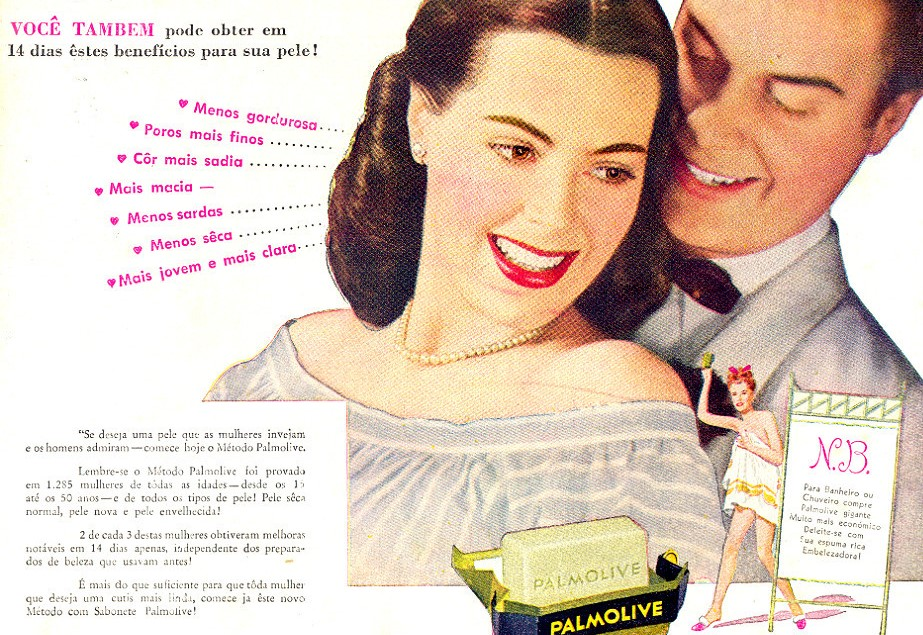 VOCÊ TAMBEM pode obter em
14 dias êstes benefícios para sua pele!
Menos gordurosa....
Poros mais finos ........
Côr mais sadia ..........
Mais macia —
Menos sardas ..........
Menos sêca ..........
Mais jovem e mais clara....
"Se deseja uma pele que as mulheres invejam
e os homens admiram—comece hoje o Método Palmolive.
Lembre-se o Método Palmolive foi provado
em 1.285 mulheres de tôdas as idades—desde os 15
até os 50 anos—e de todos os tipos de pele! Pele sêca
normal, pele nova e pele envelhecida!
2 de cada 3 destas mulheres obtiveram melhoras
notáveis em 14 dias apenas, independente dos prepara-
dos de beleza que usavam antes!
É mais do que suficiente para que tôda mulher
que deseja uma cutis mais linda, comece já êste novo
Método com Sabonete Palmolive!
PALMOLIVE
PALMOLIVE
N.B.
Para Banheiro ou
Chuveiro compre
Palmolive gigante
Muito mais econômico
Deleite-se com
Sua espuma rica
Embelezadora!